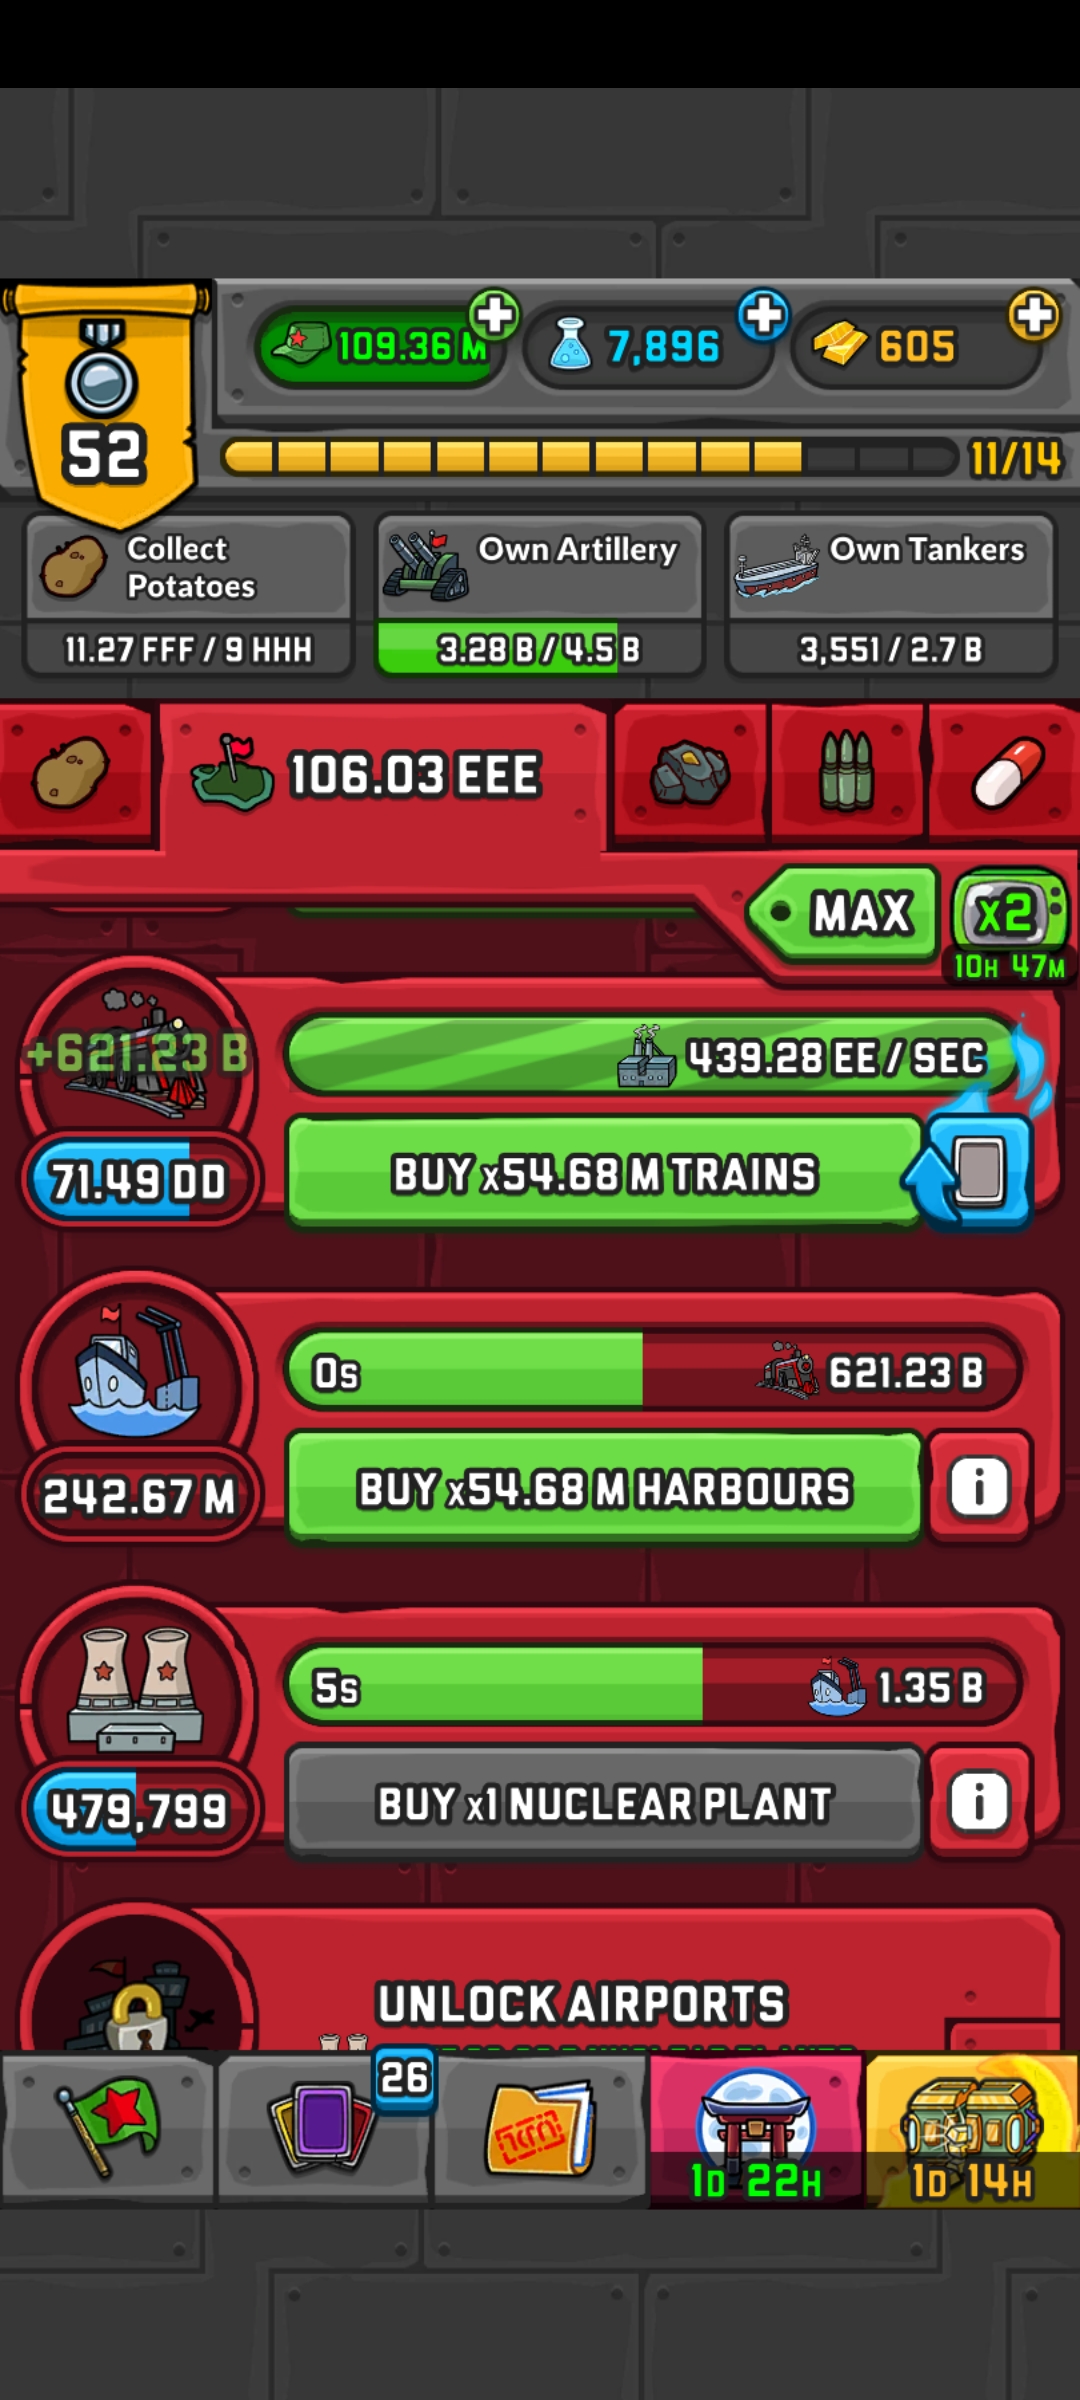 109.36 M
7,896
605
52
11/14
Collect
Potatoes
11.27 FFF / 9 HHH
Own Artillery
3.28 B / 4.5 B
Own Tankers
3,551 / 2.7 B
106.03 EEE
MAX
x2
10H 47M
+621.23 B
439.28 EE / SEC
71.49 DD
BUY x54.68 M TRAINS
0s
621.23 B
242.67 M
BUY x54.68 M HARBOURS
i
5s
1.35 B
479,799
BUY x1 NUCLEAR PLANT
i
UNLOCK AIRPORTS
26
1D 22H
1D 14H